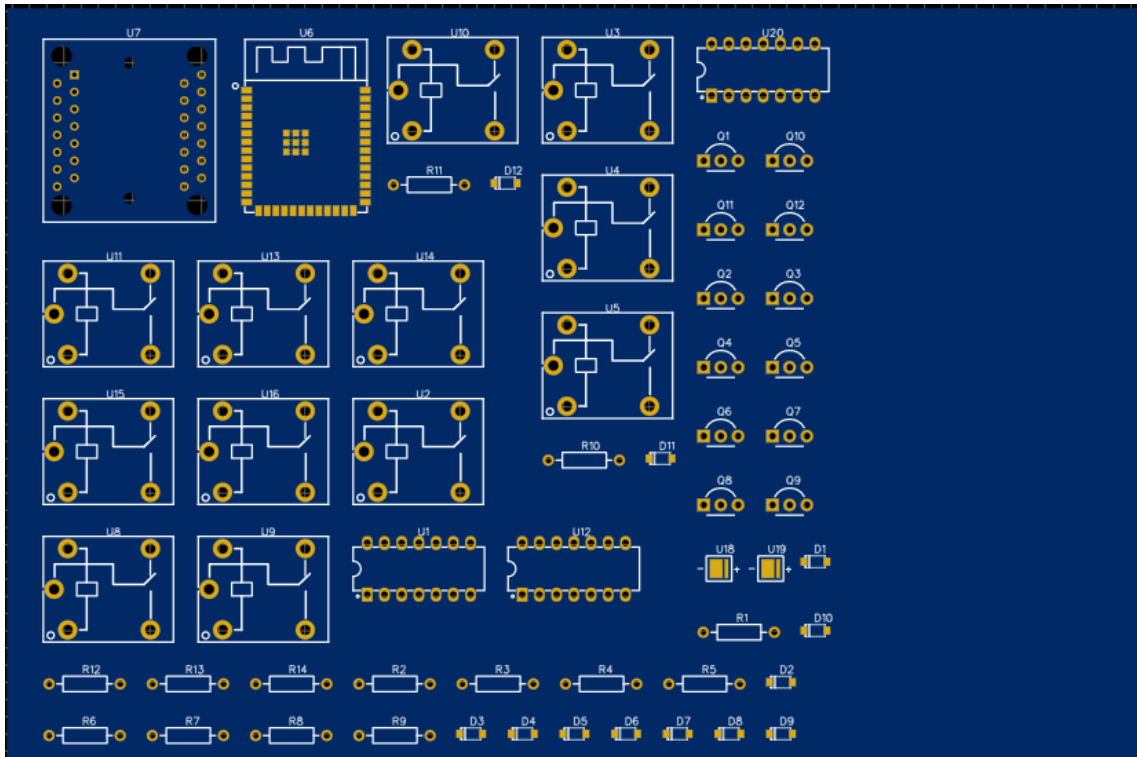 U7 U6 U10 U3 U20
Q1 Q10
R11 D12 U4
Q11 Q12
U11 U13 U14
Q2 Q3
U5
Q4 Q5
U15 U16 U2
Q6 Q7
R10 D11
Q8 Q9
U8 U9 U1 U12
U18 U19 D1
- + - +
R1 D10
R12 R13 R14 R2 R3 R4 R5 D2
R6 R7 R8 R9 D3 D4 D5 D6 D7 D8 D9